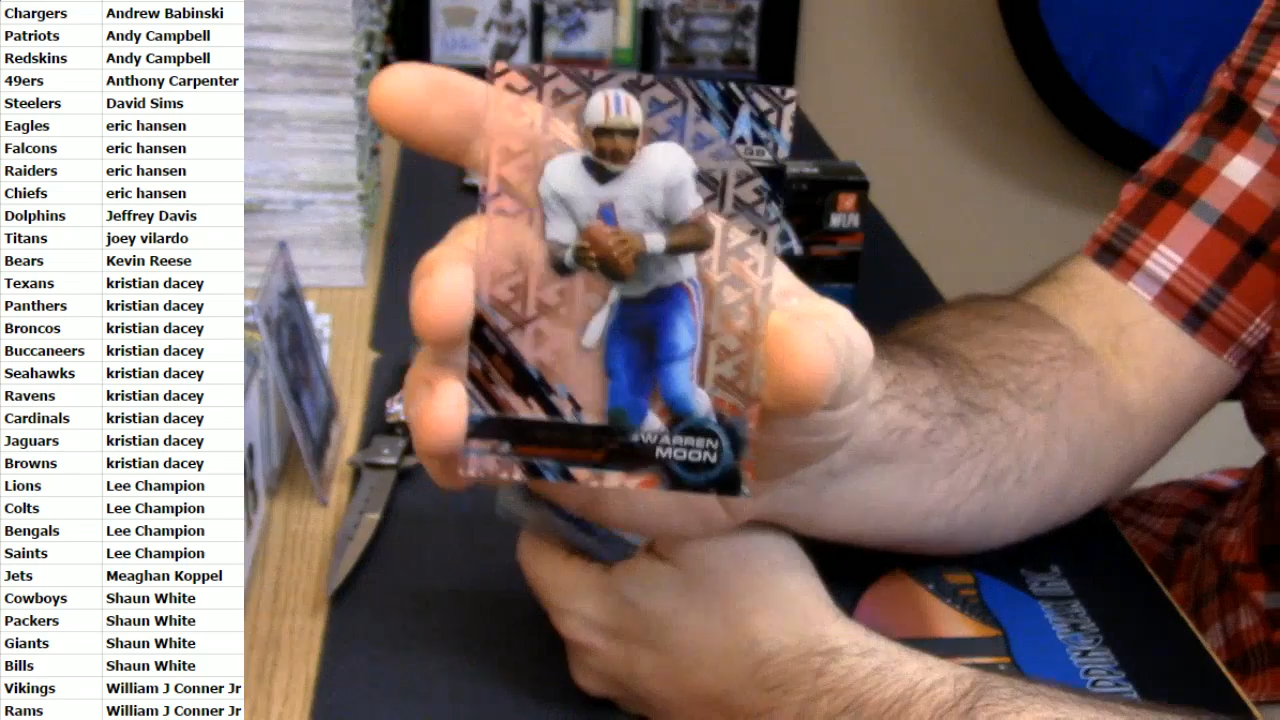 Chargers Andrew Babinski
Patriots Andy Campbell
Redskins Andy Campbell
49ers Anthony Carpenter
Steelers David Sims
Eagles eric hansen
Falcons eric hansen
Raiders eric hansen
Chiefs eric hansen
Dolphins Jeffrey Davis
Titans joey vilardo
Bears Kevin Reese
Texans kristian dacey
Panthers kristian dacey
Broncos kristian dacey
Buccaneers kristian dacey
Seahawks kristian dacey
Ravens kristian dacey
Cardinals kristian dacey
Jaguars kristian dacey
Browns kristian dacey
Lions Lee Champion
Colts Lee Champion
Bengals Lee Champion
Saints Lee Champion
Jets Meaghan Koppel
Cowboys Shaun White
Packers Shaun White
Giants Shaun White
Bills Shaun White
Vikings William J Conner Jr
Rams William J Conner Jr
QB
1
WARREN
MOON